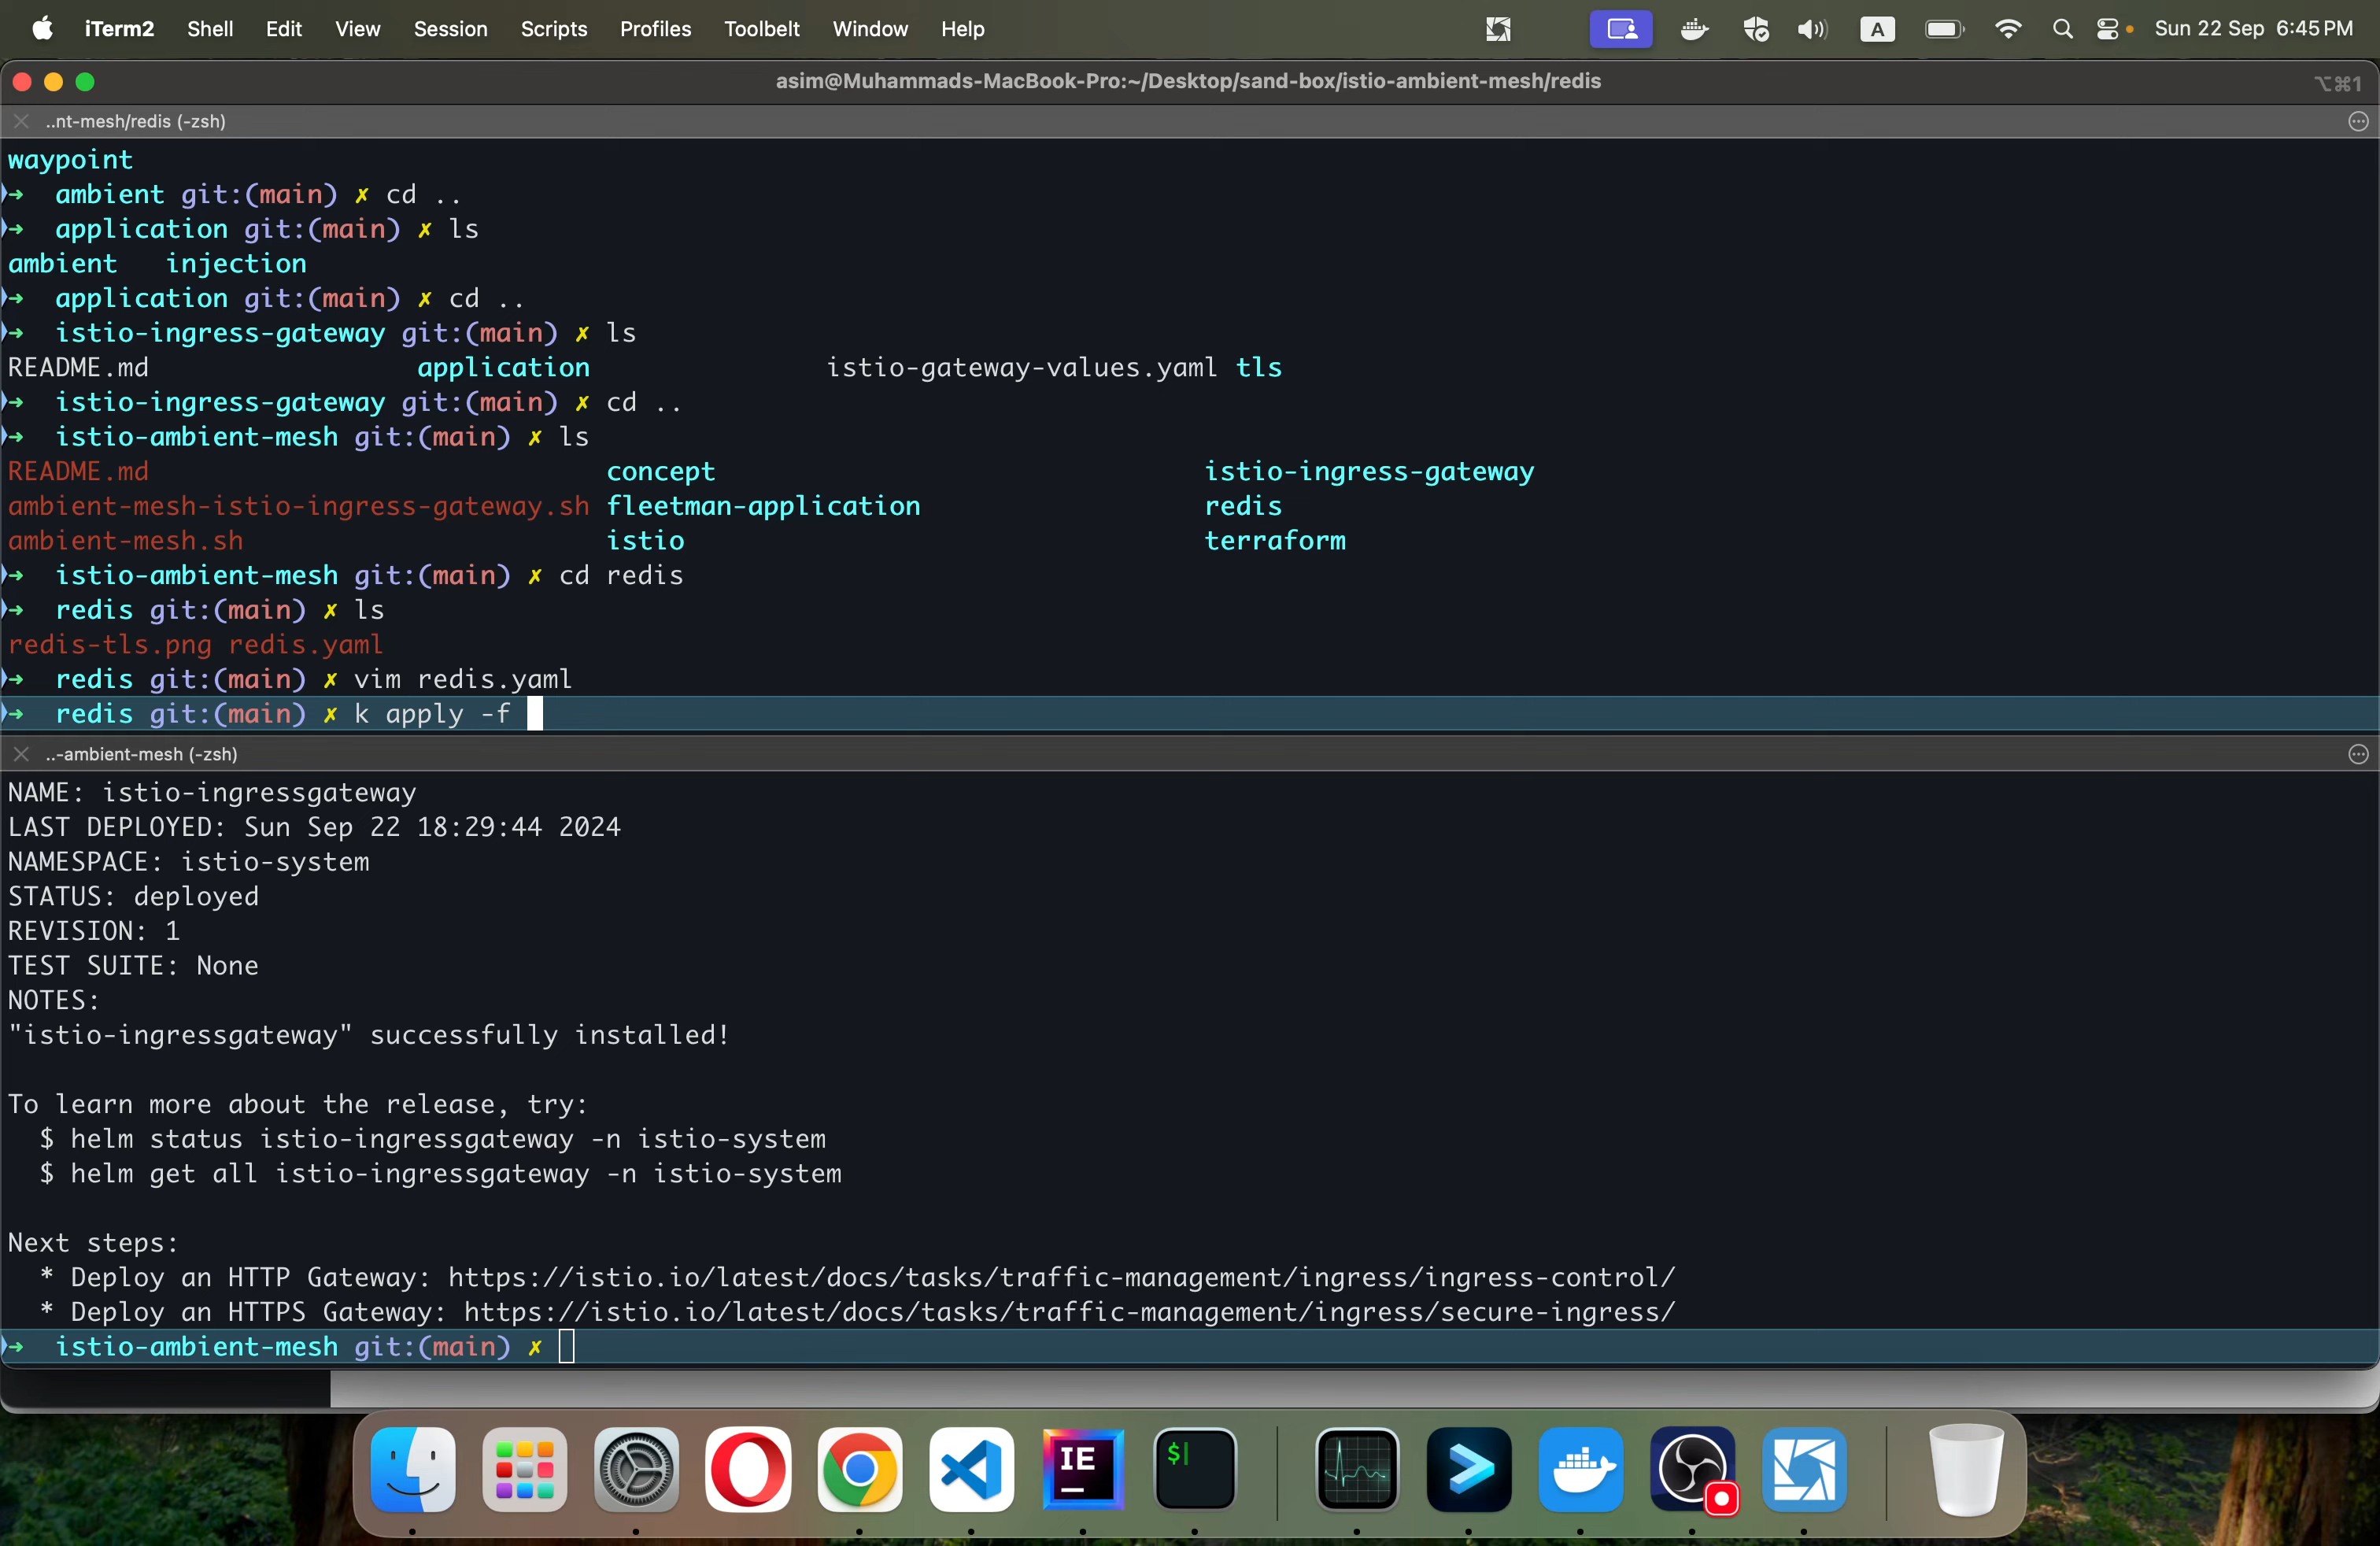 iTerm2 Shell Edit View Session Scripts Profiles Toolbelt Window Help A Sun 22 Sep 6:45 PM
asim@Muhammads-MacBook-Pro:~/Desktop/sand-box/istio-ambient-mesh/redis ⌥⌘1
..nt-mesh/redis (-zsh)
waypoint
➜ ambient git:(main) ✗ cd ..
➜ application git:(main) ✗ ls
ambient injection
➜ application git:(main) ✗ cd ..
➜ istio-ingress-gateway git:(main) ✗ ls
README.md application istio-gateway-values.yaml tls
➜ istio-ingress-gateway git:(main) ✗ cd ..
➜ istio-ambient-mesh git:(main) ✗ ls
README.md concept istio-ingress-gateway
ambient-mesh-istio-ingress-gateway.sh fleetman-application redis
ambient-mesh.sh istio terraform
➜ istio-ambient-mesh git:(main) ✗ cd redis
➜ redis git:(main) ✗ ls
redis-tls.png redis.yaml
➜ redis git:(main) ✗ vim redis.yaml
➜ redis git:(main) ✗ k apply -f
..-ambient-mesh (-zsh)
NAME: istio-ingressgateway
LAST DEPLOYED: Sun Sep 22 18:29:44 2024
NAMESPACE: istio-system
STATUS: deployed
REVISION: 1
TEST SUITE: None
NOTES:
"istio-ingressgateway" successfully installed!
To learn more about the release, try:
$ helm status istio-ingressgateway -n istio-system
$ helm get all istio-ingressgateway -n istio-system
Next steps:
* Deploy an HTTP Gateway: https://istio.io/latest/docs/tasks/traffic-management/ingress/ingress-control/
* Deploy an HTTPS Gateway: https://istio.io/latest/docs/tasks/traffic-management/ingress/secure-ingress/
➜ istio-ambient-mesh git:(main) ✗
IE
$